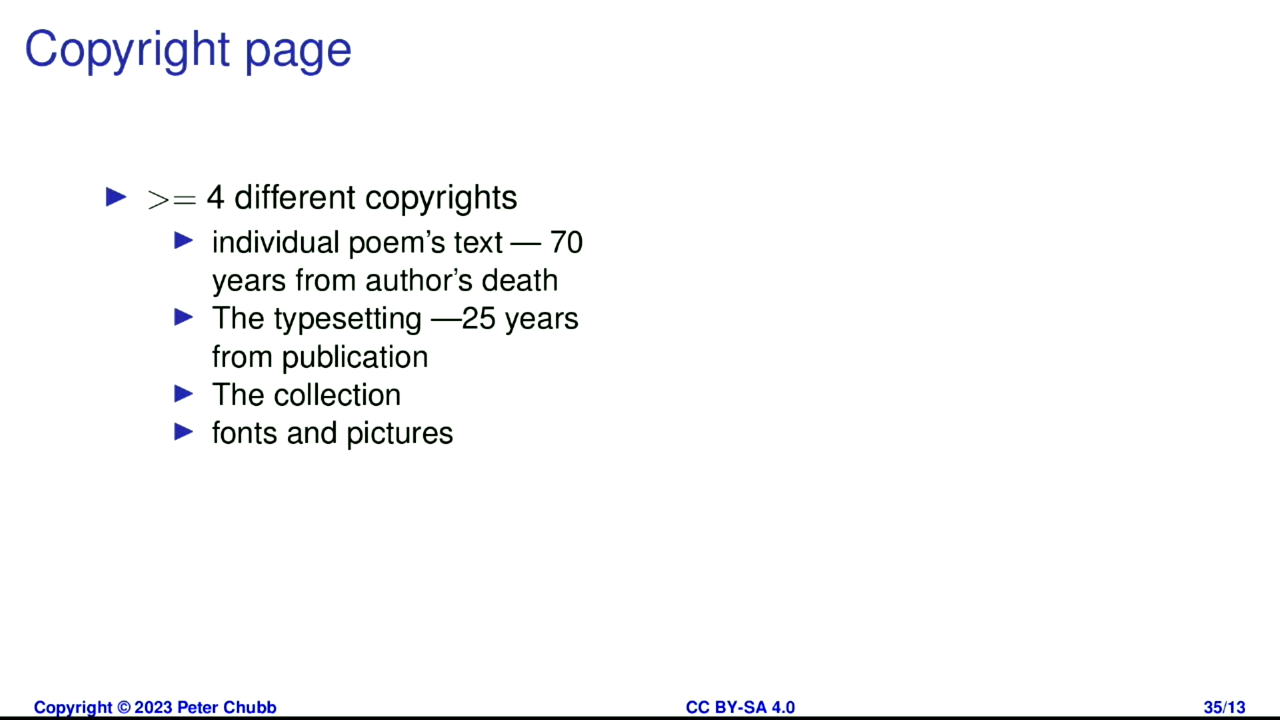 Copyright page
>= 4 different copyrights
individual poem's text — 70
years from author's death
The typesetting —25 years
from publication
The collection
fonts and pictures
Copyright © 2023 Peter Chubb
CC BY-SA 4.0
35/13